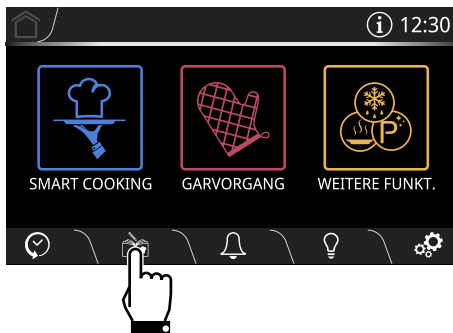 12:30
SMART COOKING
GARVORGANG
WEITERE FUNKT.
P